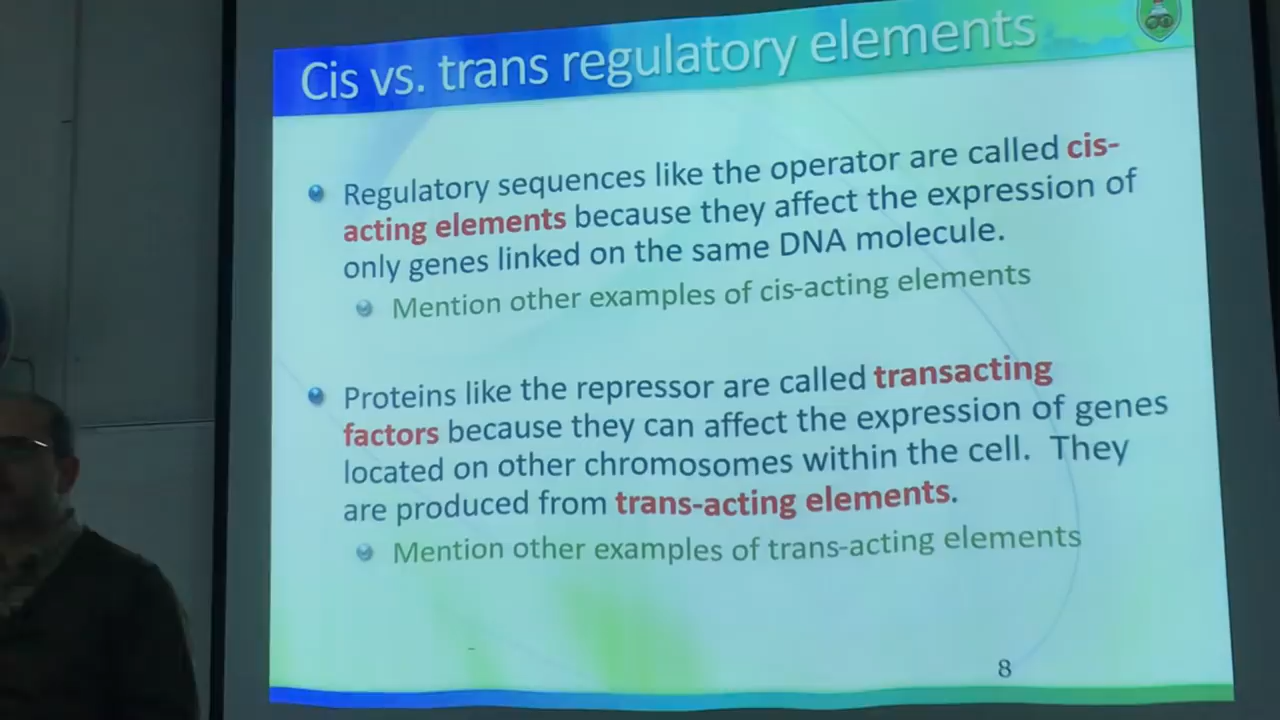 Cis vs. trans regulatory elements
Regulatory sequences like the operator are called cis-
acting elements because they affect the expression of
only genes linked on the same DNA molecule.
Mention other examples of cis-acting elements
Proteins like the repressor are called transacting
factors because they can affect the expression of genes
located on other chromosomes within the cell. They
are produced from trans-acting elements.
Mention other examples of trans-acting elements
8